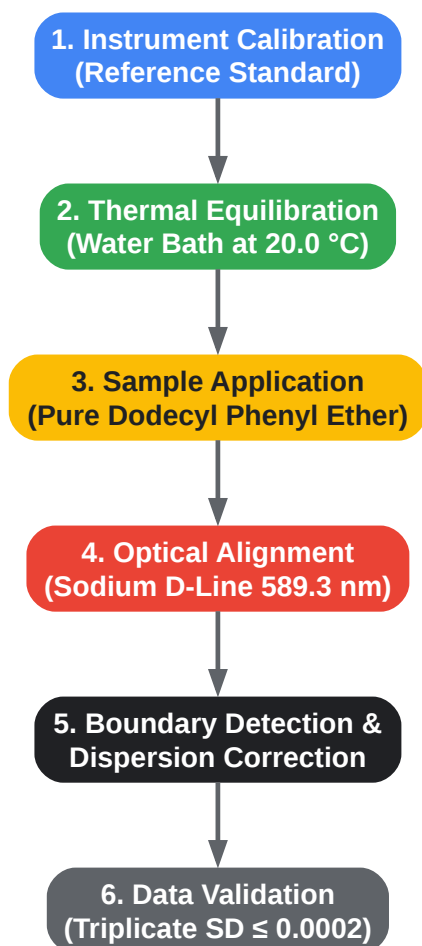 1. Instrument Calibration
(Reference Standard)
2. Thermal Equilibration
(Water Bath at 20.0 °C)
3. Sample Application
(Pure Dodecyl Phenyl Ether)
4. Optical Alignment
(Sodium D-Line 589.3 nm)
5. Boundary Detection &
Dispersion Correction
6. Data Validation
(Triplicate SD ≤ 0.0002)